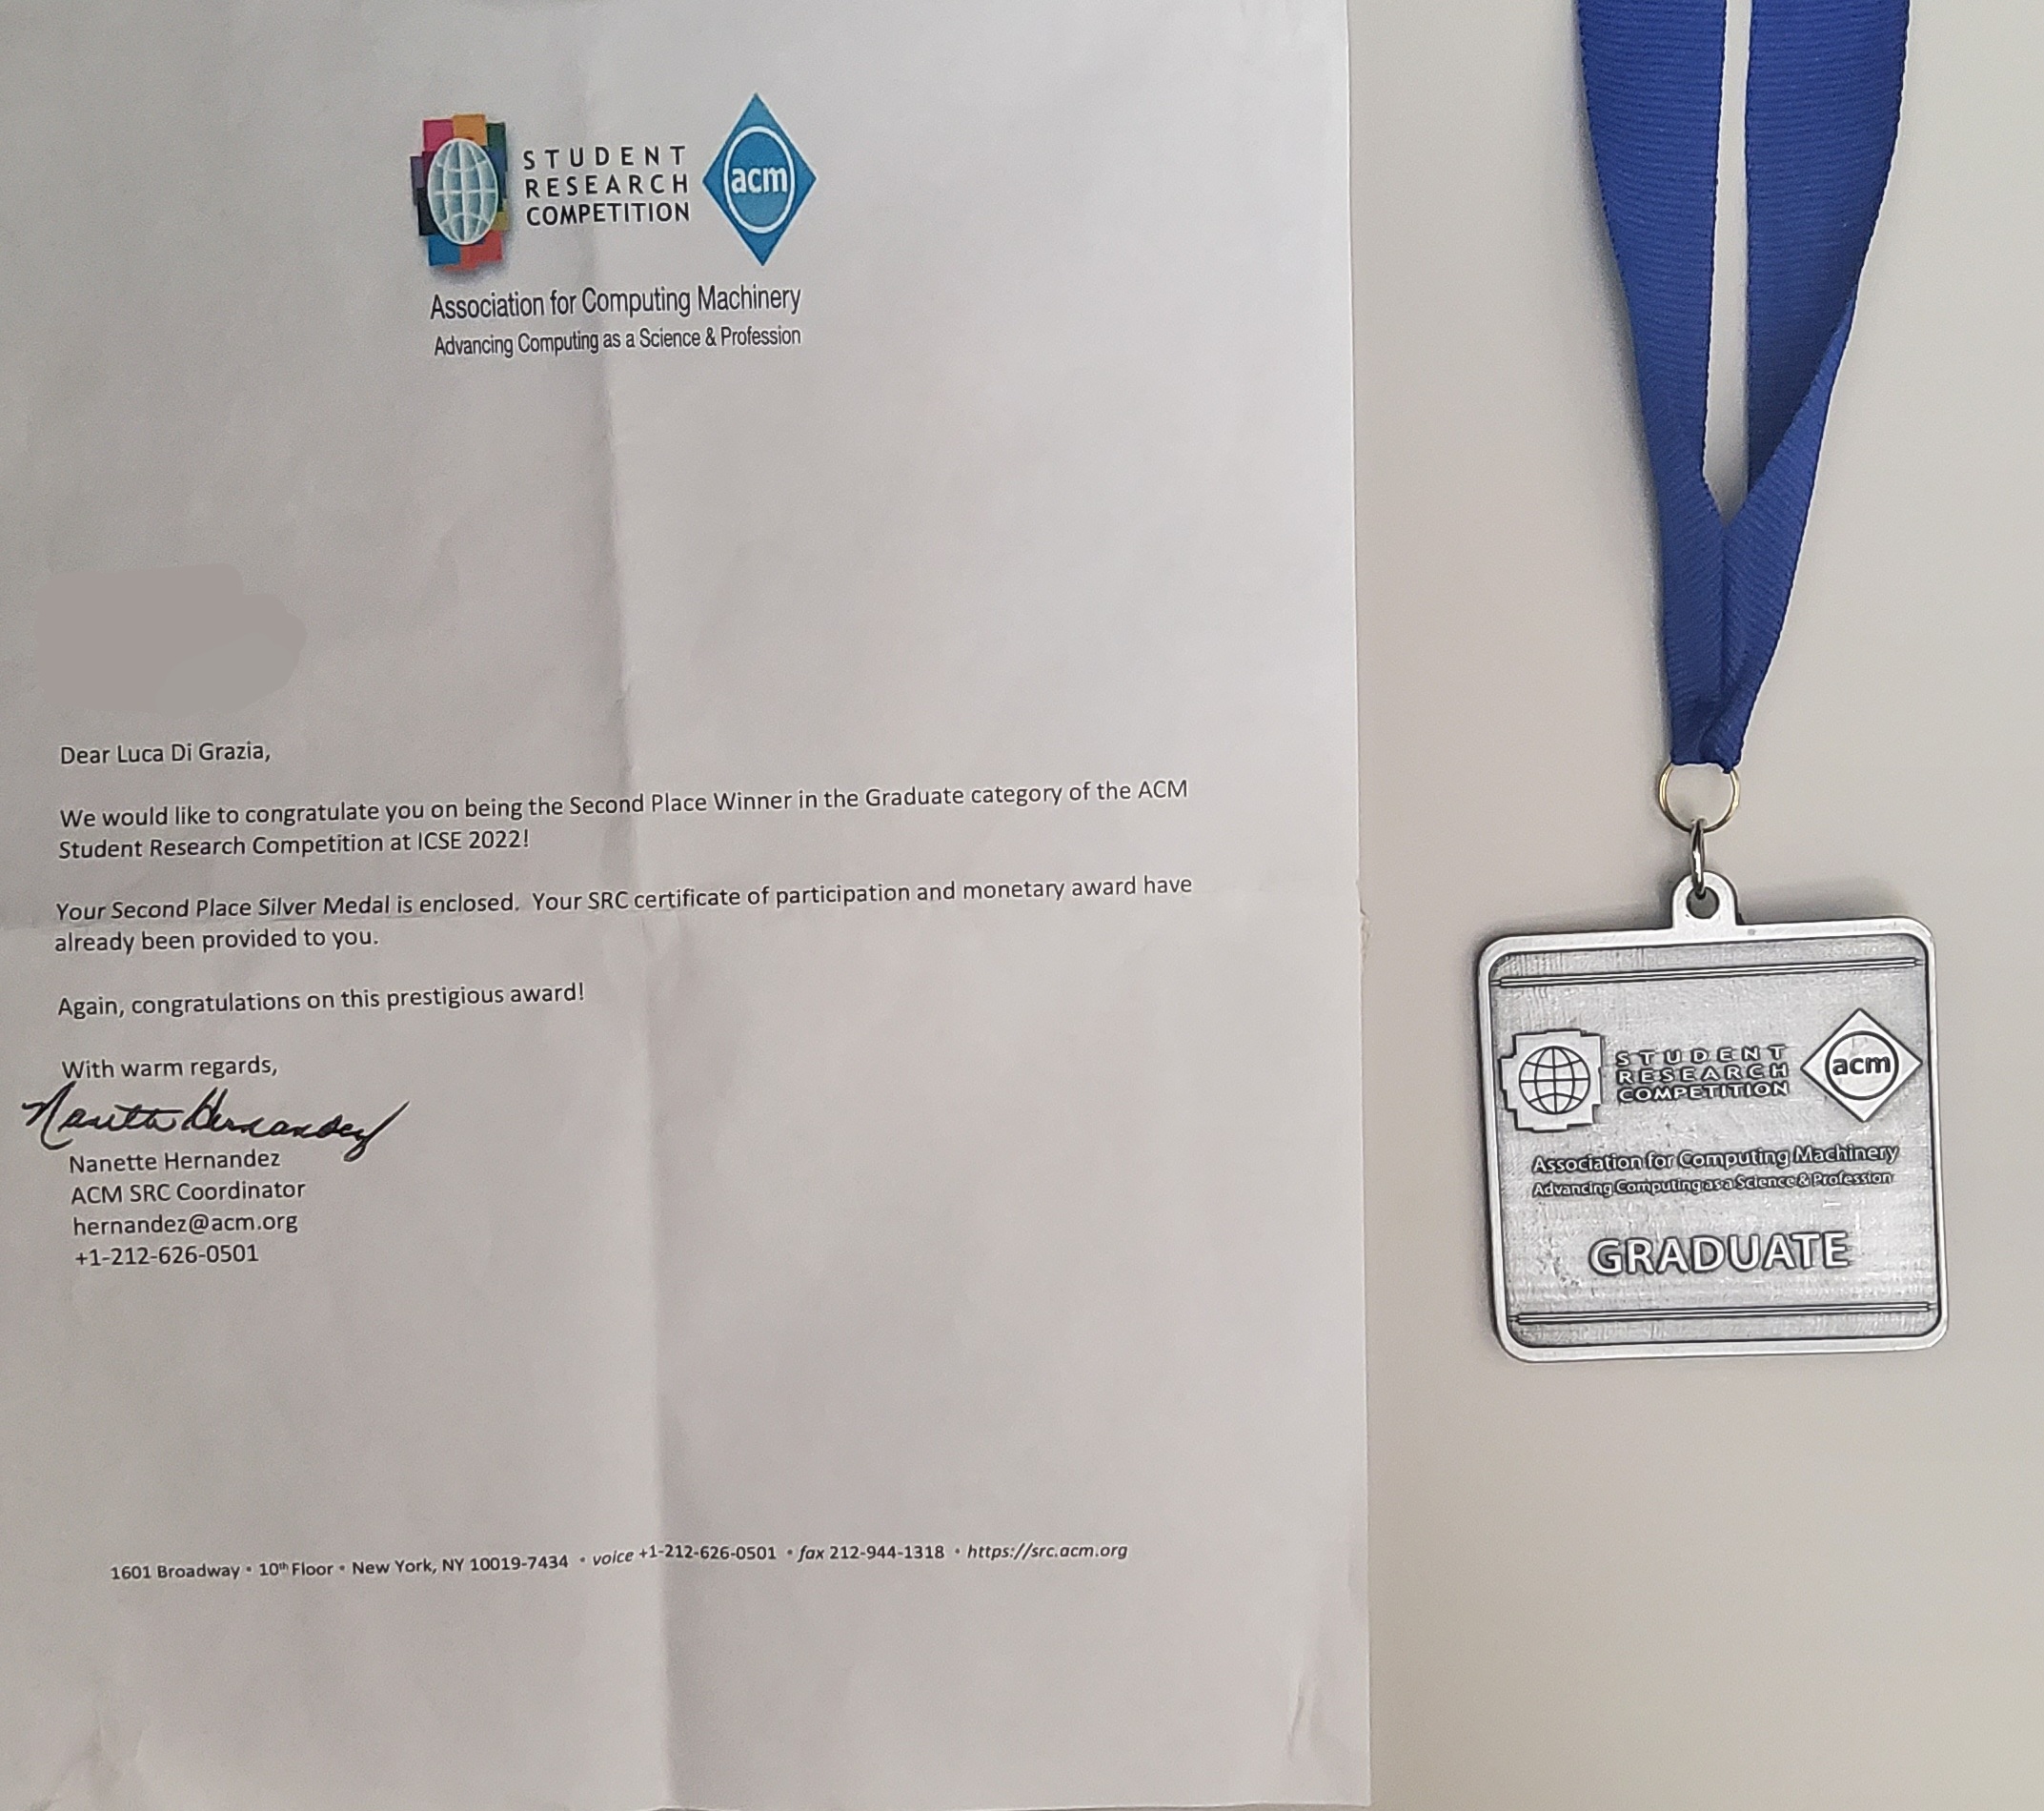 STUDENT
RESEARCH
COMPETITION
acm
Association for Computing Machinery
Advancing Computing as a Science & Profession
Dear Luca Di Grazia,
We would like to congratulate you on being the Second Place Winner in the Graduate category of the ACM
Student Research Competition at ICSE 2022!
Your Second Place Silver Medal is enclosed. Your SRC certificate of participation and monetary award have
already been provided to you.
Again, congratulations on this prestigious award!
With warm regards,
Nanette Hernandez
Nanette Hernandez
ACM SRC Coordinator
hernandez@acm.org
+1-212-626-0501
1601 Broadway • 10th Floor • New York, NY 10019-7434 • voice +1-212-626-0501 • fax 212-944-1318 • https://src.acm.org
STUDENT
RESEARCH
COMPETITION
acm
Association for Computing Machinery
Advancing Computing as a Science & Profession
GRADUATE